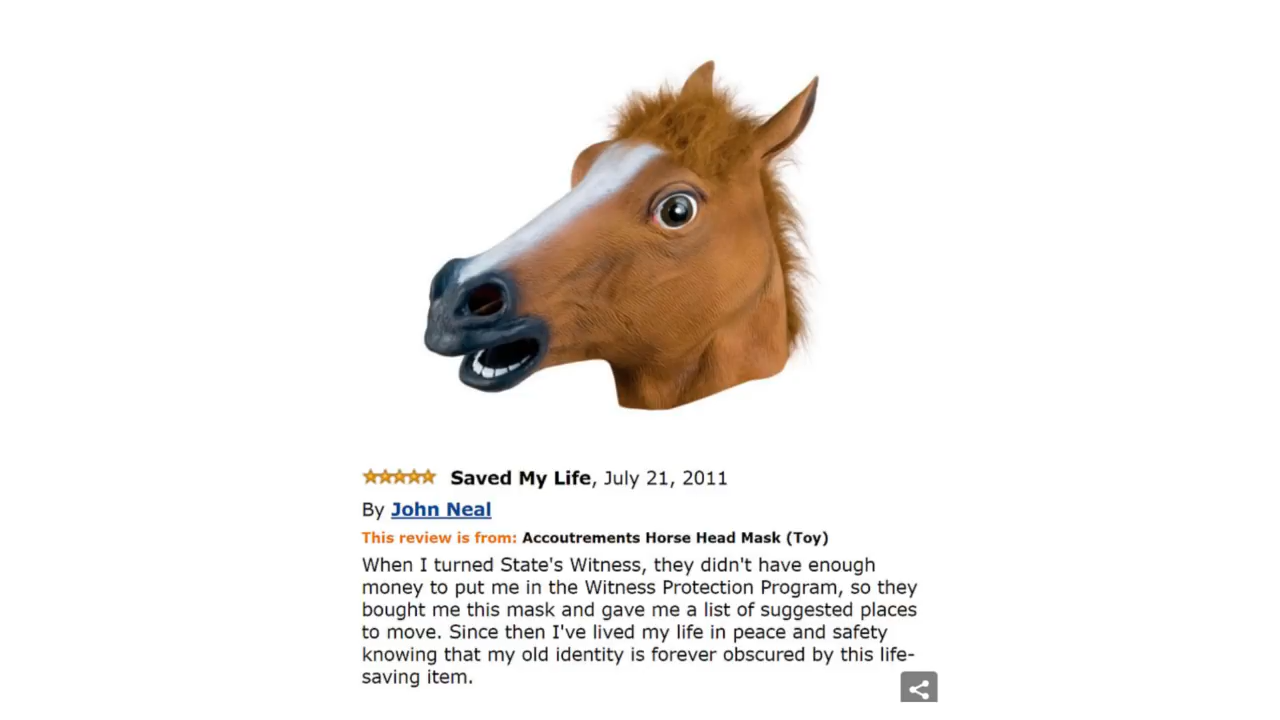 Saved My Life, July 21, 2011
By John Neal
This review is from: Accoutrements Horse Head Mask (Toy)
When I turned State's Witness, they didn't have enough
money to put me in the Witness Protection Program, so they
bought me this mask and gave me a list of suggested places
to move. Since then I've lived my life in peace and safety
knowing that my old identity is forever obscured by this life-
saving item.